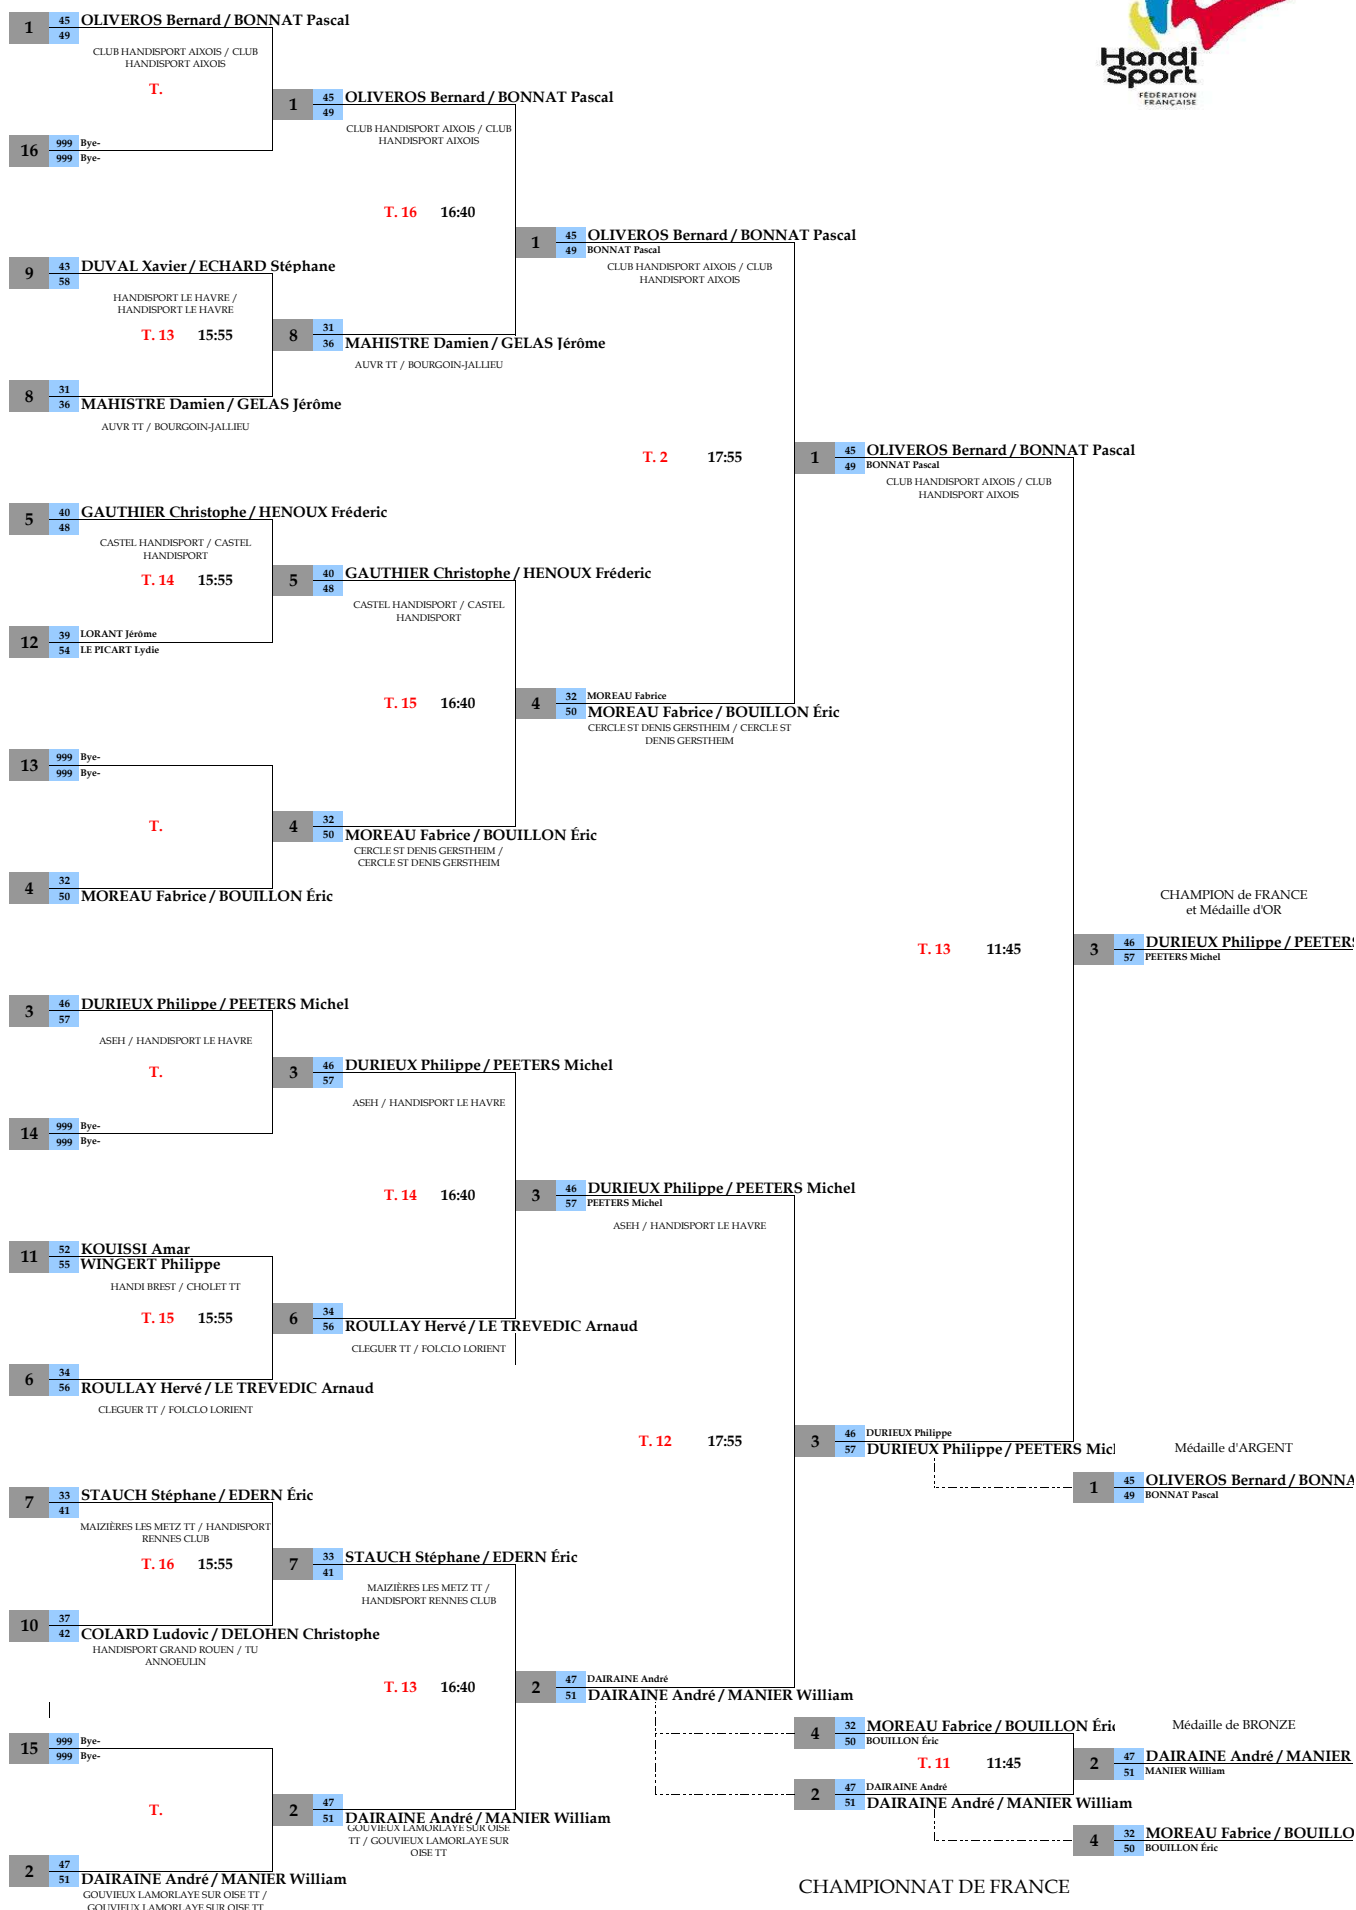 Handi
Sport
FÉDÉRATION
FRANÇAISE
1
45 OLIVEROS Bernard / BONNAT Pascal
49
CLUB HANDISPORT AIXOIS / CLUB
HANDISPORT AIXOIS
T.
16
999 Bye-
999 Bye-
9
43 DUVAL Xavier / ECHARD Stéphane
58
HANDISPORT LE HAVRE /
HANDISPORT LE HAVRE
T. 13 15:55
8
31
36 MAHISTRE Damien / GELAS Jérôme
AUVR TT / BOURGOIN-JALLIEU
5
40 GAUTHIER Christophe / HENOUX Fréderic
48
CASTEL HANDISPORT / CASTEL
HANDISPORT
T. 14 15:55
12
39 LORANT Jérôme
54 LE PICART Lydie
13
999 Bye-
999 Bye-
T.
4
32
50 MOREAU Fabrice / BOUILLON Éric
3
46 DURIEUX Philippe / PEETERS Michel
57
ASEH / HANDISPORT LE HAVRE
T.
14
999 Bye-
999 Bye-
11
52 KOUISSI Amar
55 WINGERT Philippe
HANDI BREST / CHOLET TT
T. 15 15:55
6
34
56 ROULLAY Hervé / LE TREVEDIC Arnaud
CLEGUER TT / FOLCLO LORIENT
7
33 STAUCH Stéphane / EDERN Éric
41
MAIZIÈRES LES METZ TT / HANDISPORT
RENNES CLUB
T. 16 15:55
10
37
42 COLARD Ludovic / DELOHEN Christophe
HANDISPORT GRAND ROUEN / TU
ANNOEULIN
15
999 Bye-
999 Bye-
T.
2
47
51 DAIRAINE André / MANIER William
GOUVIEUX LAMORLAYE SUR OISE TT /
GOUVIEUX LAMORLAYE SUR OISE TT
1
45 OLIVEROS Bernard / BONNAT Pascal
49
CLUB HANDISPORT AIXOIS / CLUB
HANDISPORT AIXOIS
T. 16 16:40
8
31
36 MAHISTRE Damien / GELAS Jérôme
AUVR TT / BOURGOIN-JALLIEU
5
40 GAUTHIER Christophe / HENOUX Fréderic
48
CASTEL HANDISPORT / CASTEL
HANDISPORT
T. 15 16:40
4
32
50 MOREAU Fabrice / BOUILLON Éric
CERCLE ST DENIS GERSTHEIM /
CERCLE ST DENIS GERSTHEIM
3
46 DURIEUX Philippe / PEETERS Michel
57
ASEH / HANDISPORT LE HAVRE
T. 14 16:40
6
34
56 ROULLAY Hervé / LE TREVEDIC Arnaud
CLEGUER TT / FOLCLO LORIENT
7
33 STAUCH Stéphane / EDERN Éric
41
MAIZIÈRES LES METZ TT /
HANDISPORT RENNES CLUB
T. 13 16:40
2
47
51 DAIRAINE André / MANIER William
GOUVIEUX LAMORLAYE SUR OISE
TT / GOUVIEUX LAMORLAYE SUR
OISE TT
1
45 OLIVEROS Bernard / BONNAT Pascal
49 BONNAT Pascal
CLUB HANDISPORT AIXOIS / CLUB
HANDISPORT AIXOIS
T. 2 17:55
4
32 MOREAU Fabrice
50 MOREAU Fabrice / BOUILLON Éric
CERCLE ST DENIS GERSTHEIM / CERCLE ST
DENIS GERSTHEIM
3
46 DURIEUX Philippe / PEETERS Michel
57 PEETERS Michel
ASEH / HANDISPORT LE HAVRE
T. 12 17:55
2
47 DAIRAINE André
51 DAIRAINE André / MANIER William
1
45 OLIVEROS Bernard / BONNAT Pascal
49 BONNAT Pascal
CLUB HANDISPORT AIXOIS / CLUB
HANDISPORT AIXOIS
T. 13 11:45
3
46 DURIEUX Philippe
57 DURIEUX Philippe / PEETERS Micl
CHAMPION de FRANCE
et Médaille d'OR
3
46 DURIEUX Philippe / PEETERS
57 PEETERS Michel
Médaille d'ARGENT
1
45 OLIVEROS Bernard / BONNA
49 BONNAT Pascal
4
32 MOREAU Fabrice / BOUILLON Éric
50 BOUILLON Éric
T. 11 11:45
2
47 DAIRAINE André
51 DAIRAINE André / MANIER William
Médaille de BRONZE
2
47 DAIRAINE André / MANIER
51 MANIER William
4
32 MOREAU Fabrice / BOUILLO
50 BOUILLON Éric
CHAMPIONNAT DE FRANCE